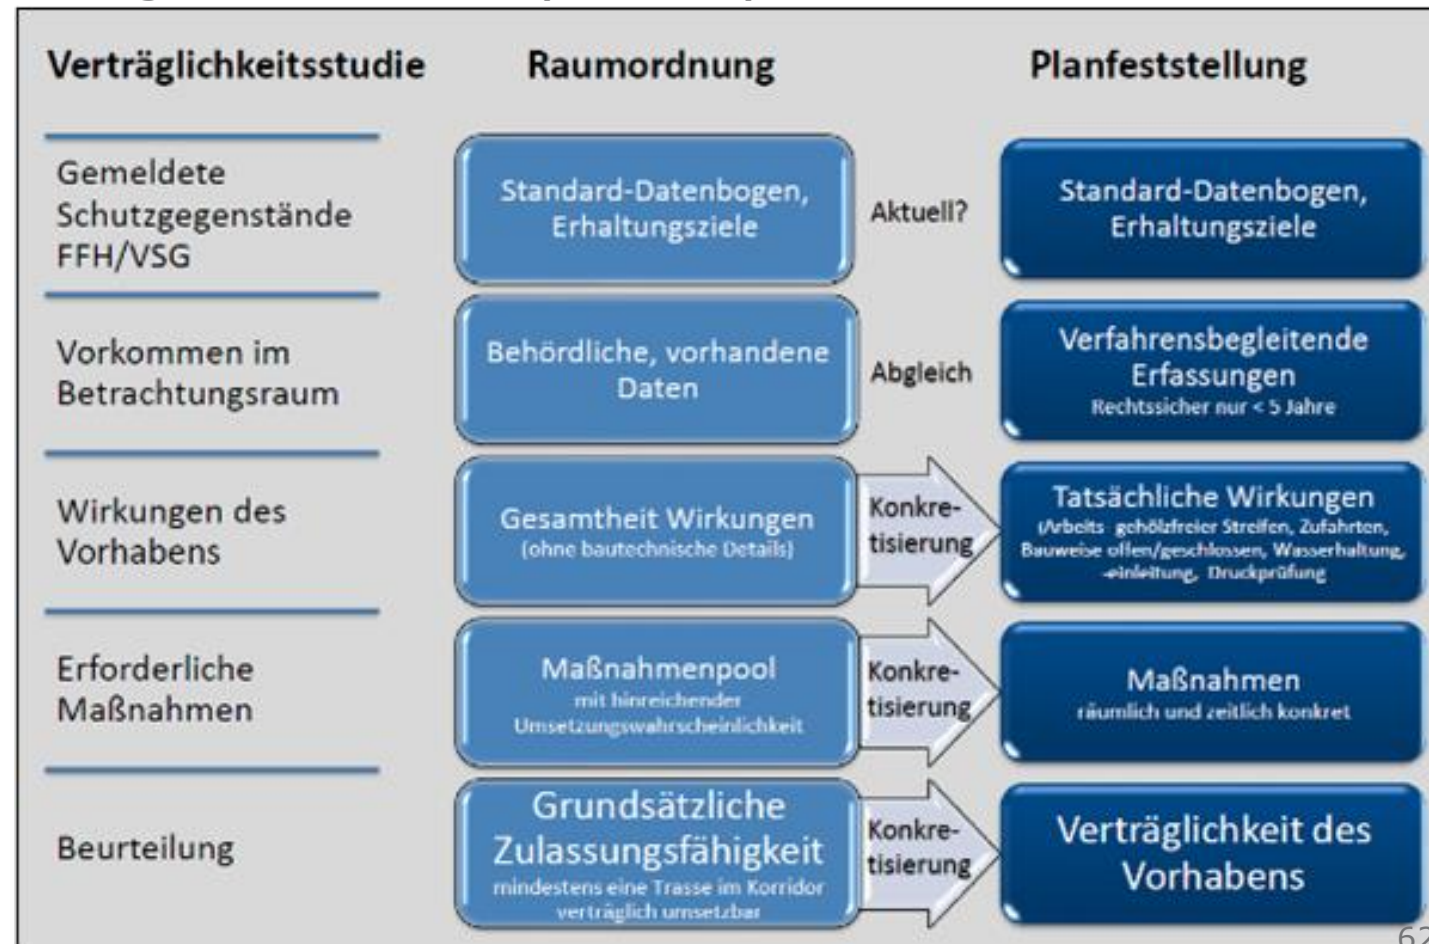 Verträglichkeitsstudie
Raumordnung
Planfeststellung
Gemeldete
Schutzgegenstände
FFH/VSG
Standard-Datenbogen,
Erhaltungsziele
Aktuell?
Standard-Datenbogen,
Erhaltungsziele
Vorkommen im
Betrachtungsraum
Behördliche, vorhandene
Daten
Abgleich
Verfahrensbegleitende
Erfassungen
Rechtssicher nur < 5 Jahre
Wirkungen des
Vorhabens
Gesamtheit Wirkungen
(ohne bautechnische Details)
Konkre-
tisierung
Tatsächliche Wirkungen
(Arbeits- gehölzfreier Streifen, Zufahrten,
Bauweise offen/geschlossen, Wasserhaltung,
-einleitung, Druckprüfung
Erforderliche
Maßnahmen
Maßnahmenpool
mit hinreichender
Umsetzungswahrscheinlichkeit
Konkre-
tisierung
Maßnahmen
räumlich und zeitlich konkret
Beurteilung
Grundsätzliche
Zulassungsfähigkeit
mindestens eine Trasse im Korridor
verträglich umsetzbar
Konkre-
tisierung
Verträglichkeit des
Vorhabens
62